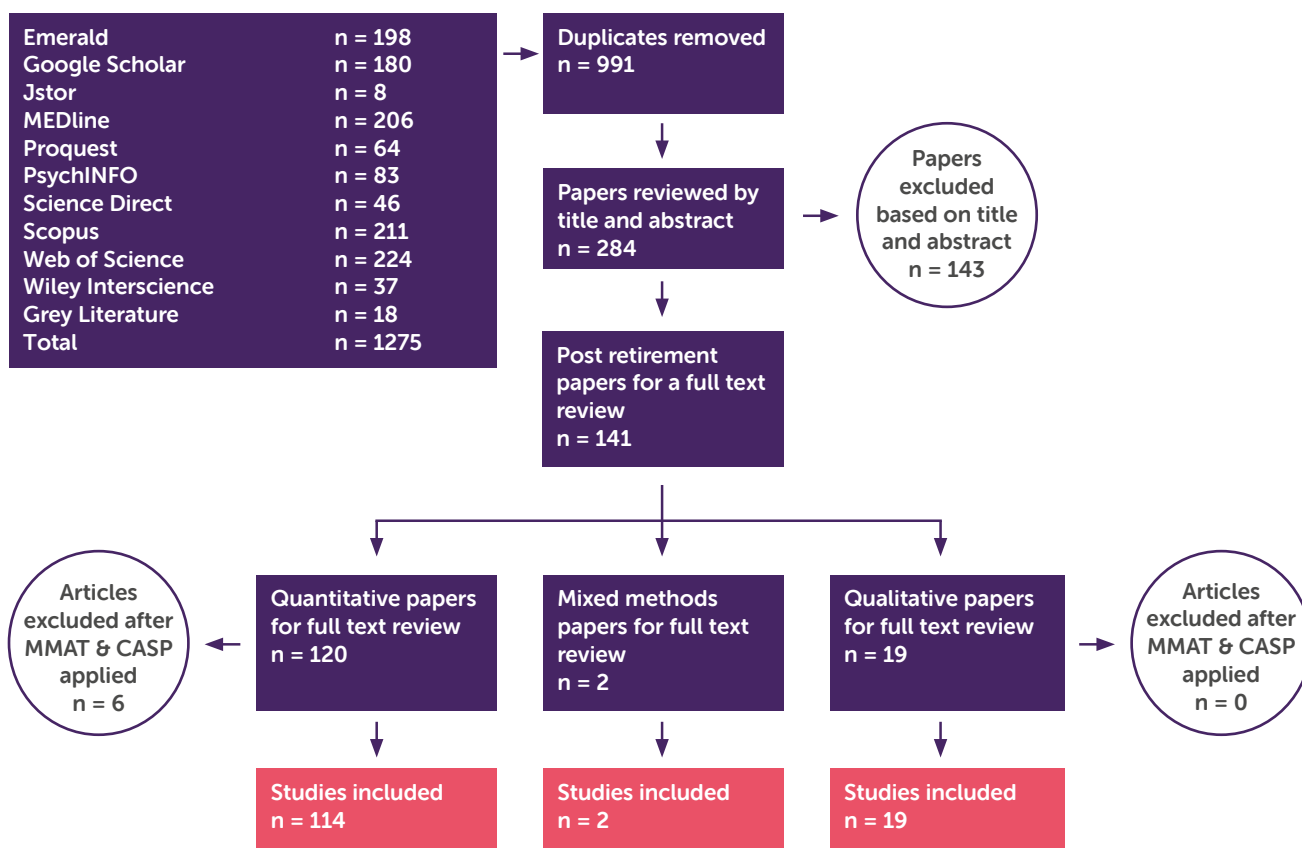 Emerald n = 198
Google Scholar n = 180
Jstor n = 8
MEDline n = 206
Proquest n = 64
PsychINFO n = 83
Science Direct n = 46
Scopus n = 211
Web of Science n = 224
Wiley Interscience n = 37
Grey Literature n = 18
Total n = 1275
Duplicates removed
n = 991
Papers reviewed by
title and abstract
n = 284
Papers
excluded
based on title
and abstract
n = 143
Post retirement
papers for a full text
review
n = 141
Articles
excluded after
MMAT & CASP
applied
n = 6
Quantitative papers
for full text review
n = 120
Mixed methods
papers for full text
review
n = 2
Qualitative papers
for full text review
n = 19
Articles
excluded after
MMAT & CASP
applied
n = 0
Studies included
n = 114
Studies included
n = 2
Studies included
n = 19